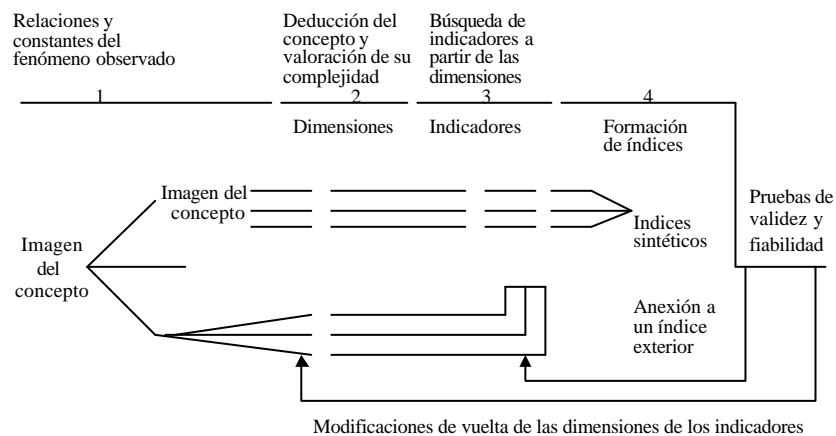 Relaciones y
constantes del
fenómeno observado
1
Deducción del
concepto y
valoración de su
complejidad
2
Dimensiones
Búsqueda de
indicadores a
partir de las
dimensiones
3
Indicadores
4
Formación
de índices
Imagen del
concepto
Indices
sintéticos
Pruebas de
validez y
fiabilidad
Imagen
del
concepto
Anexión a
un índice
exterior
Modificaciones de vuelta de las dimensiones de los indicadores